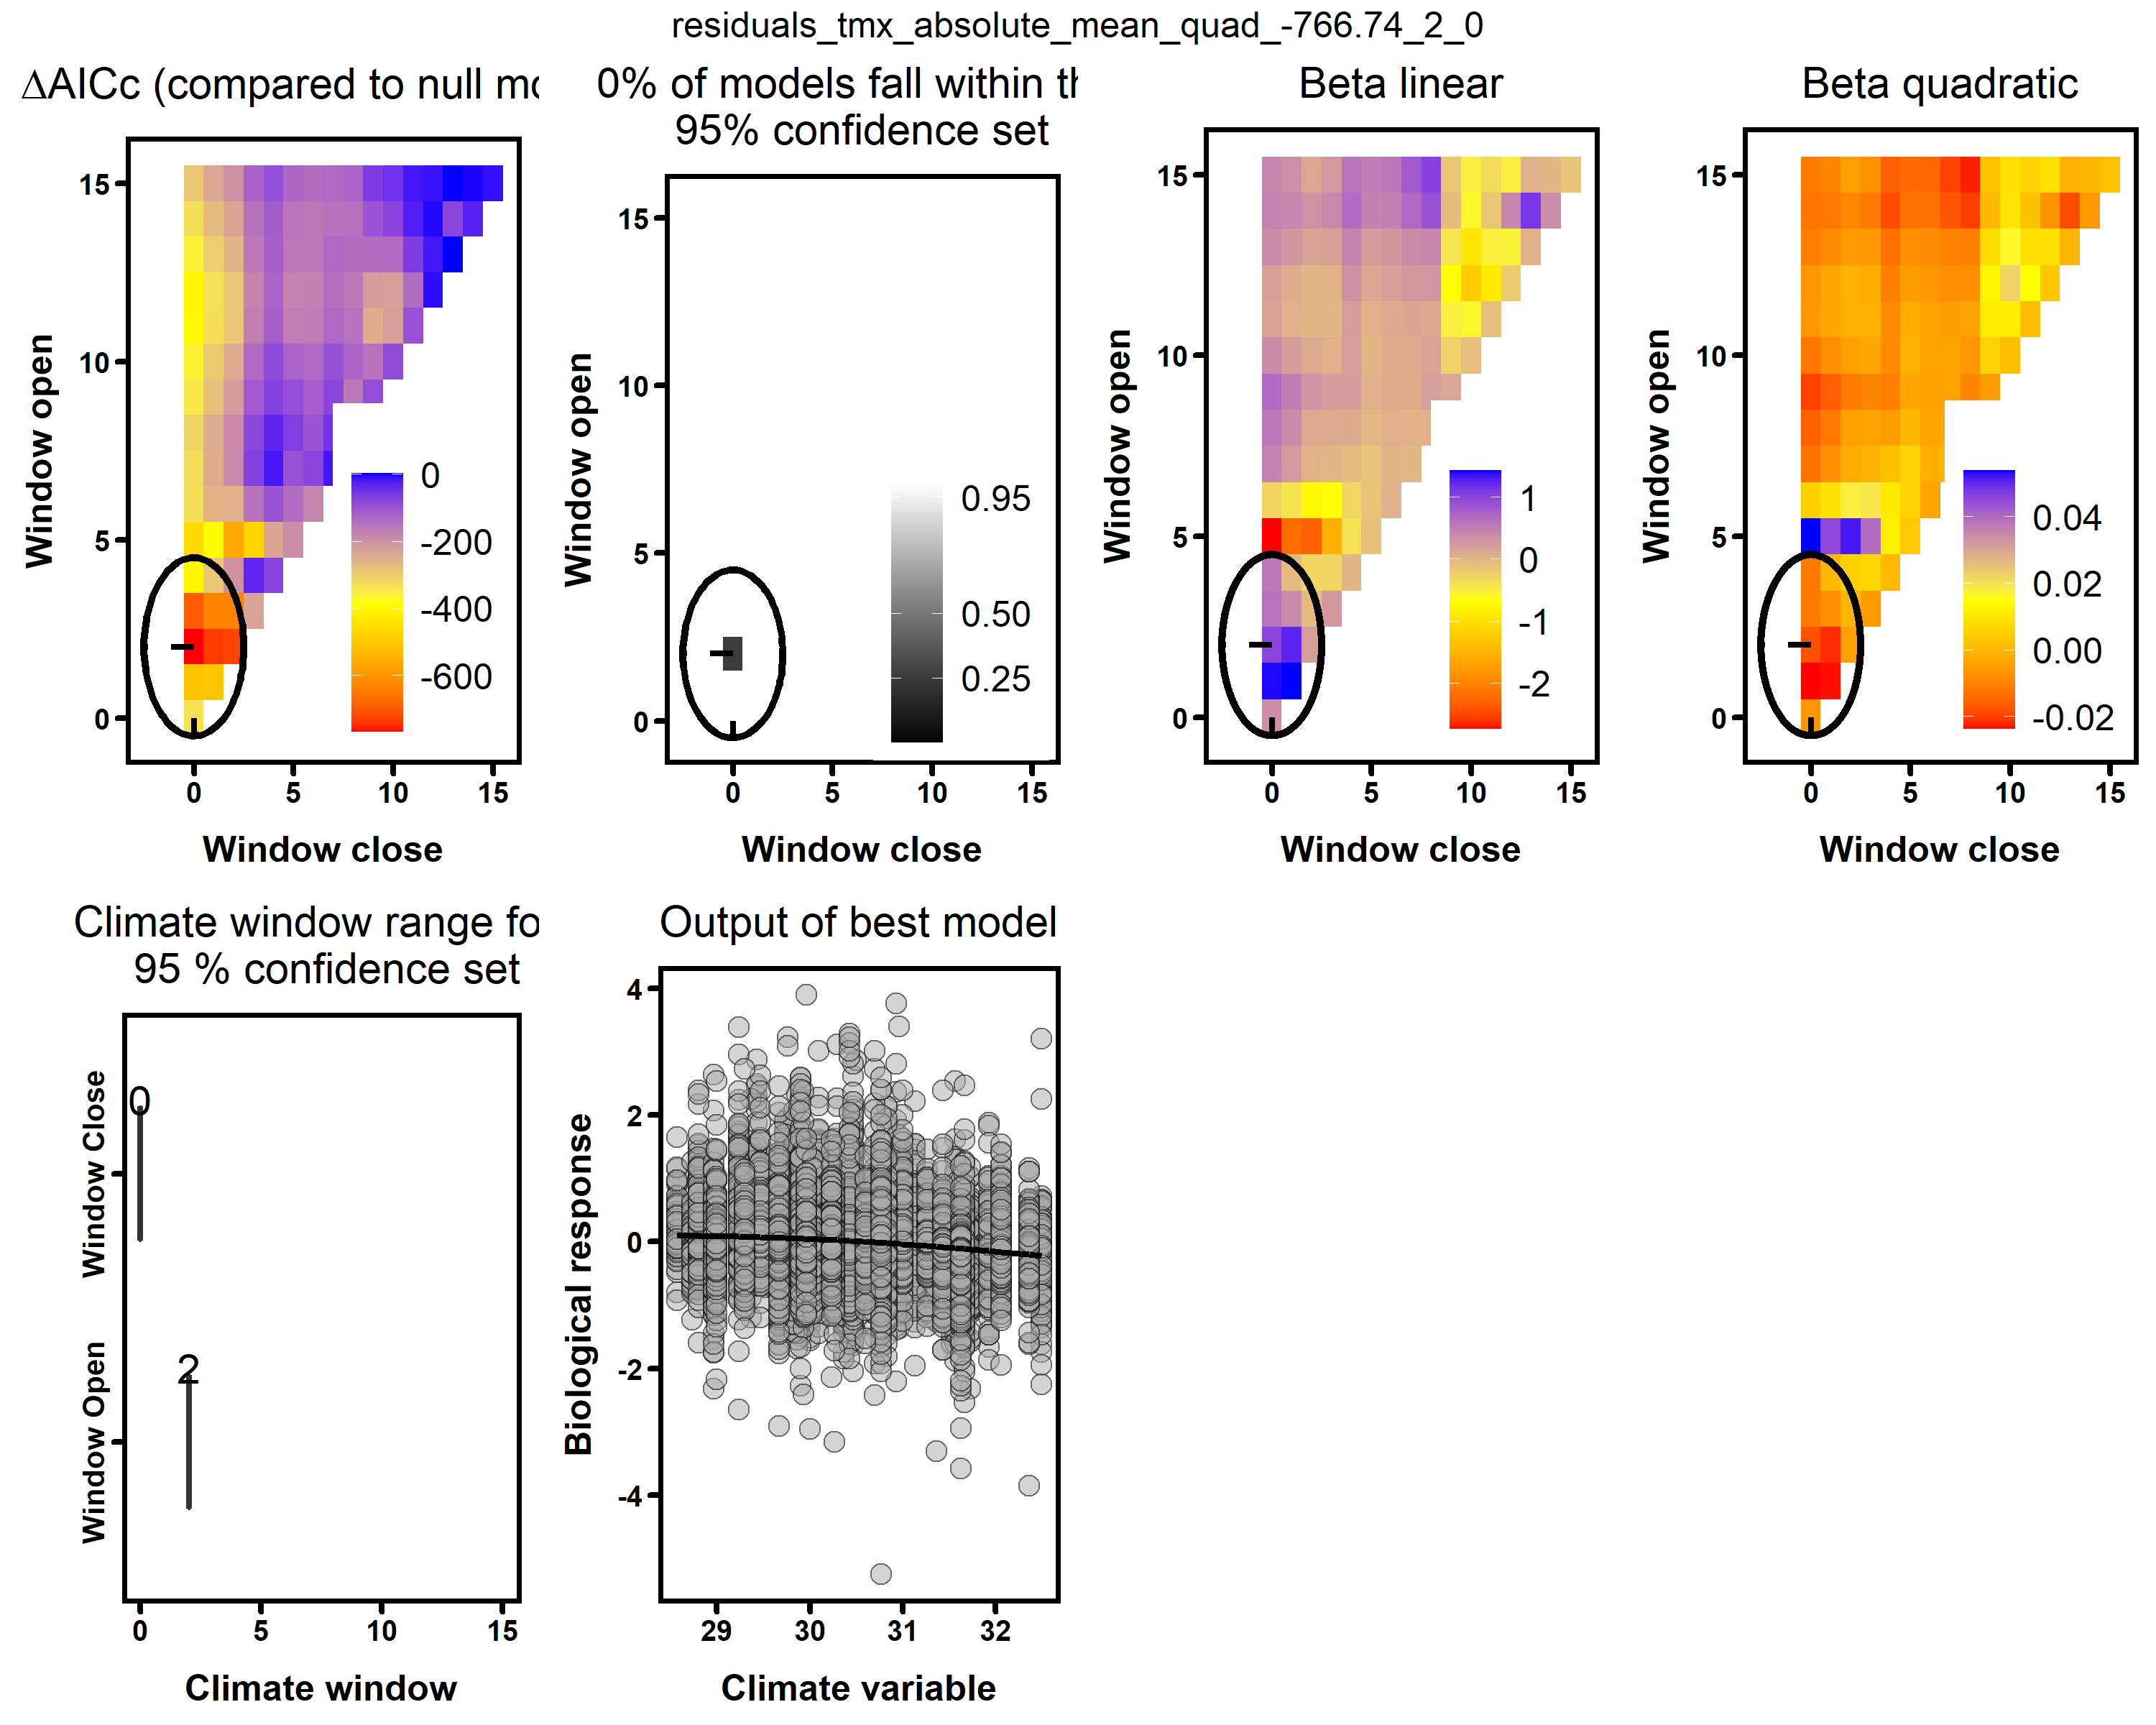 residuals_tmx_absolute_mean_quad_-766.74_2_0
ΔAICc (compared to null mo
Window open
15
10
5
0
0
-200
-400
-600
0 5 10 15
Window close
0% of models fall within th
95% confidence set
Window open
15
10
5
0
0.95
0.50
0.25
0 5 10 15
Window close
Beta linear
Window open
15
10
5
0
1
0
-1
-2
0 5 10 15
Window close
Beta quadratic
Window open
15
10
5
0
0.04
0.02
0.00
-0.02
0 5 10 15
Window close
Climate window range fo
95 % confidence set
Window Close
0
Window Open
2
0 5 10 15
Climate window
Output of best model
Biological response
4
2
0
-2
-4
29 30 31 32
Climate variable